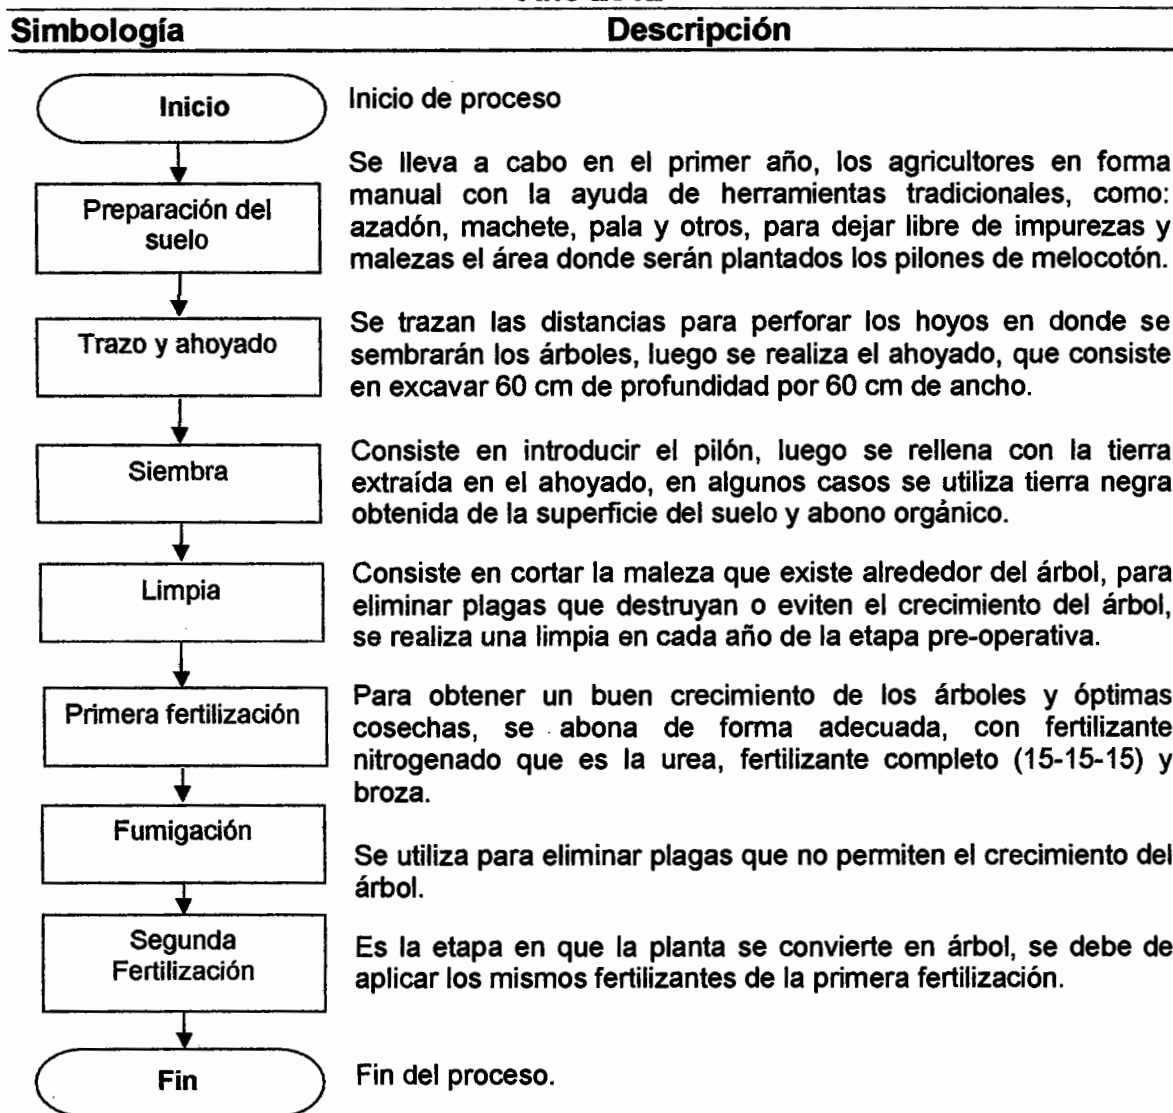 Simbología Descripción
Inicio
Inicio de proceso
Preparación del
suelo
Se lleva a cabo en el primer año, los agricultores en forma
manual con la ayuda de herramientas tradicionales, como:
azadón, machete, pala y otros, para dejar libre de impurezas y
malezas el área donde serán plantados los pilones de melocotón.
Trazo y ahoyado
Se trazan las distancias para perforar los hoyos en donde se
sembrarán los árboles, luego se realiza el ahoyado, que consiste
en excavar 60 cm de profundidad por 60 cm de ancho.
Siembra
Consiste en introducir el pilón, luego se rellena con la tierra
extraída en el ahoyado, en algunos casos se utiliza tierra negra
obtenida de la superficie del suelo y abono orgánico.
Limpia
Consiste en cortar la maleza que existe alrededor del árbol, para
eliminar plagas que destruyan o eviten el crecimiento del árbol,
se realiza una limpia en cada año de la etapa pre-operativa.
Primera fertilización
Para obtener un buen crecimiento de los árboles y óptimas
cosechas, se abona de forma adecuada, con fertilizante
nitrogenado que es la urea, fertilizante completo (15-15-15) y
broza.
Fumigación
Se utiliza para eliminar plagas que no permiten el crecimiento del
árbol.
Segunda
Fertilización
Es la etapa en que la planta se convierte en árbol, se debe de
aplicar los mismos fertilizantes de la primera fertilización.
Fin
Fin del proceso.